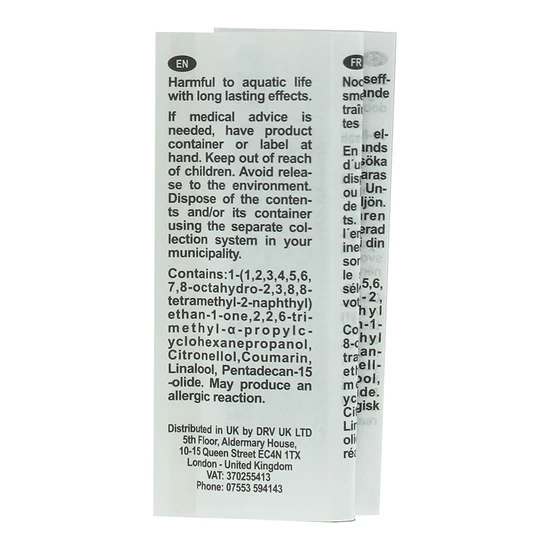 EN
Harmful to aquatic life
with long lasting effects.
If medical advice is
needed, have product
container or label at
hand. Keep out of reach
of children. Avoid relea-
se to the environment.
Dispose of the conten-
ts and/or its container
using the separate col-
lection system in your
municipality.
Contains:1-(1,2,3,4,5,6,
7,8-octahydro-2,3,8,8-
tetramethyl-2-naphthyl)
ethan-1-one,2,2,6-tri-
methyl-α-propylc-
yclohexanepropanol,
Citronellol,Coumarin,
Linalool, Pentadecan-15
-olide. May produce an
allergic reaction.
Distributed in UK by DRV UK LTD
5th Floor, Aldermary House,
10-15 Queen Street EC4N 1TX
London - United Kingdom
VAT: 370255413
Phone: 07553 594143
FR